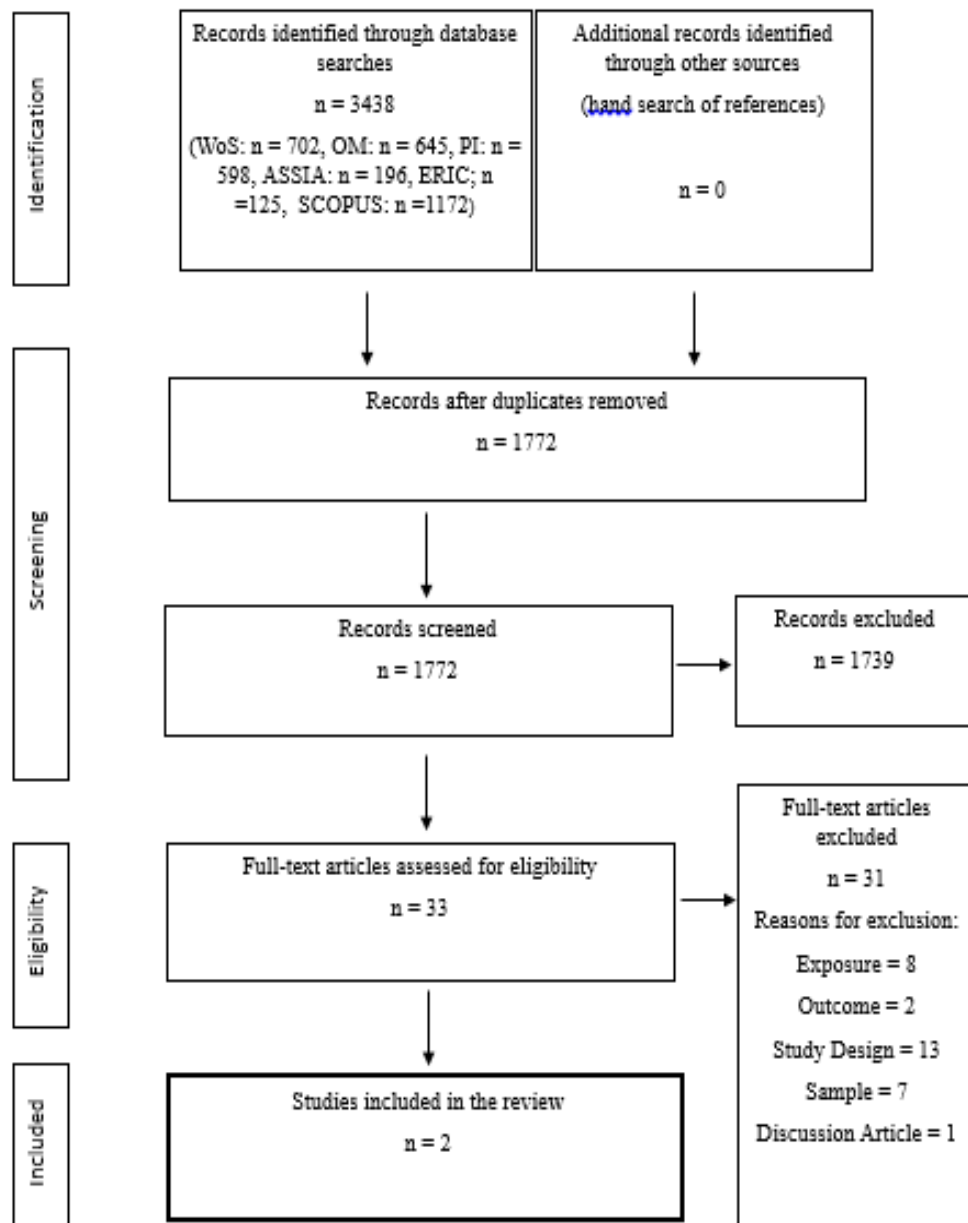 Identification
Records identified through database
searches
n = 3438
(WoS: n = 702, OM: n = 645, PI: n =
598, ASSIA: n = 196, ERIC; n
=125, SCOPUS: n =1172)
Additional records identified
through other sources
(hand search of references)
n = 0
Screening
Records after duplicates removed
n = 1772
Records screened
n = 1772
Records excluded
n = 1739
Eligibility
Full-text articles assessed for eligibility
n = 33
Full-text articles
excluded
n = 31
Reasons for exclusion:
Exposure = 8
Outcome = 2
Study Design = 13
Sample = 7
Discussion Article = 1
Included
Studies included in the review
n = 2